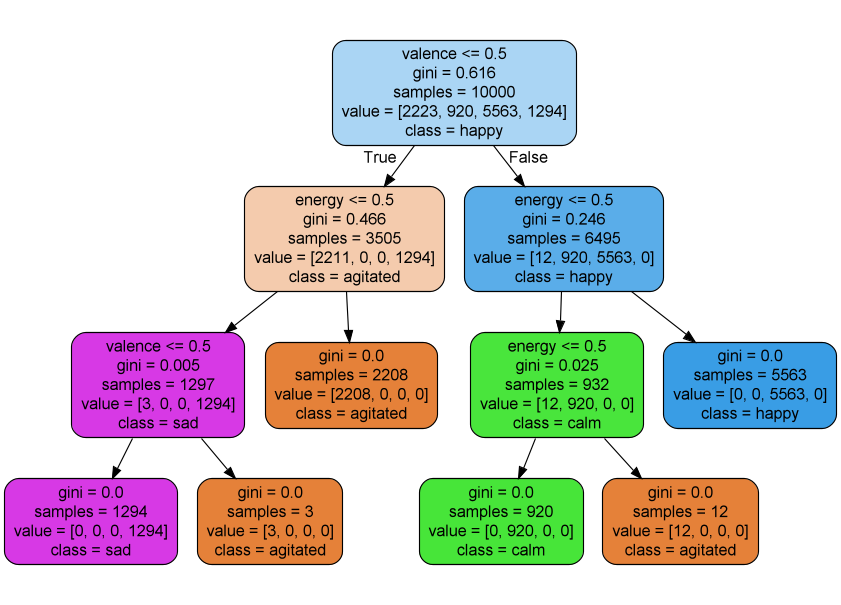 valence <= 0.5
gini = 0.616
samples = 10000
value = [2223, 920, 5563, 1294]
class = happy
True
False
energy <= 0.5
gini = 0.466
samples = 3505
value = [2211, 0, 0, 1294]
class = agitated
energy <= 0.5
gini = 0.246
samples = 6495
value = [12, 920, 5563, 0]
class = happy
valence <= 0.5
gini = 0.005
samples = 1297
value = [3, 0, 0, 1294]
class = sad
gini = 0.0
samples = 2208
value = [2208, 0, 0, 0]
class = agitated
energy <= 0.5
gini = 0.025
samples = 932
value = [12, 920, 0, 0]
class = calm
gini = 0.0
samples = 5563
value = [0, 0, 5563, 0]
class = happy
gini = 0.0
samples = 1294
value = [0, 0, 0, 1294]
class = sad
gini = 0.0
samples = 3
value = [3, 0, 0, 0]
class = agitated
gini = 0.0
samples = 920
value = [0, 920, 0, 0]
class = calm
gini = 0.0
samples = 12
value = [12, 0, 0, 0]
class = agitated